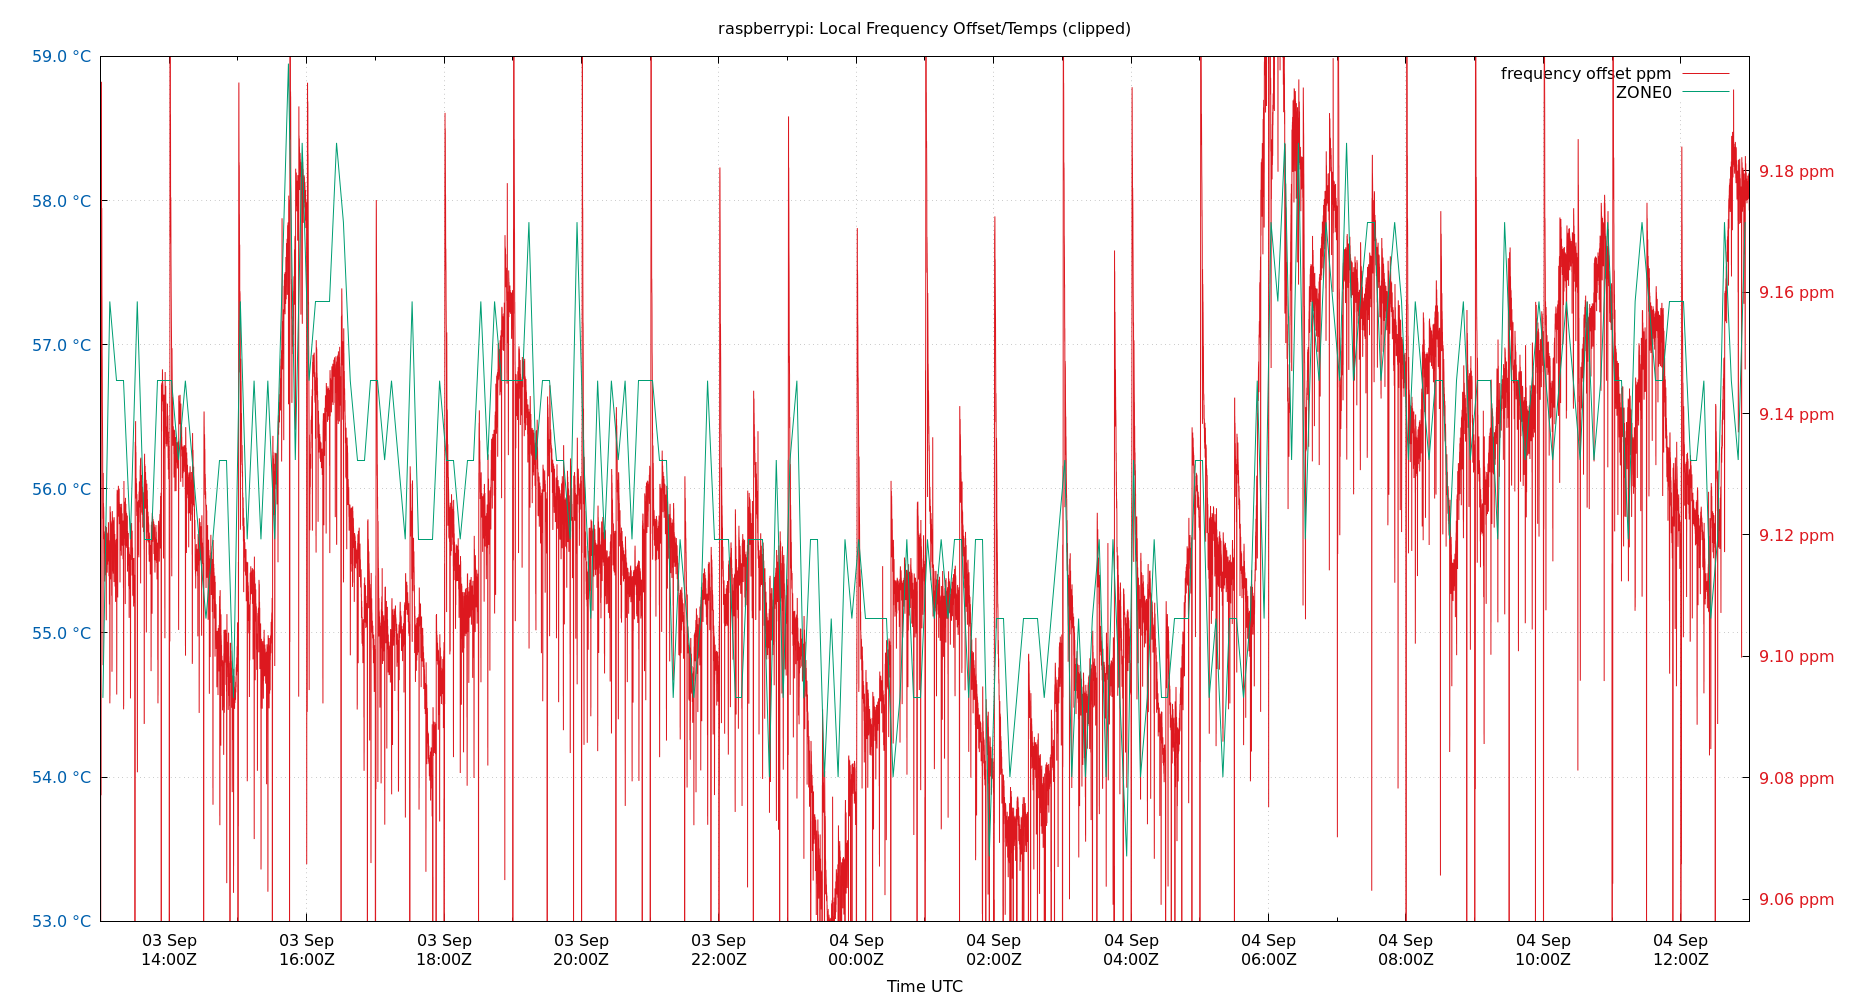 raspberrypi: Local Frequency Offset/Temps (clipped)
frequency offset ppm
ZONE0
59.0 °C
58.0 °C
57.0 °C
56.0 °C
55.0 °C
54.0 °C
53.0 °C
9.18 ppm
9.16 ppm
9.14 ppm
9.12 ppm
9.10 ppm
9.08 ppm
9.06 ppm
03 Sep 03 Sep 03 Sep 03 Sep 03 Sep 04 Sep 04 Sep 04 Sep 04 Sep 04 Sep 04 Sep 04 Sep
14:00Z 16:00Z 18:00Z 20:00Z 22:00Z 00:00Z 02:00Z 04:00Z 06:00Z 08:00Z 10:00Z 12:00Z
Time UTC